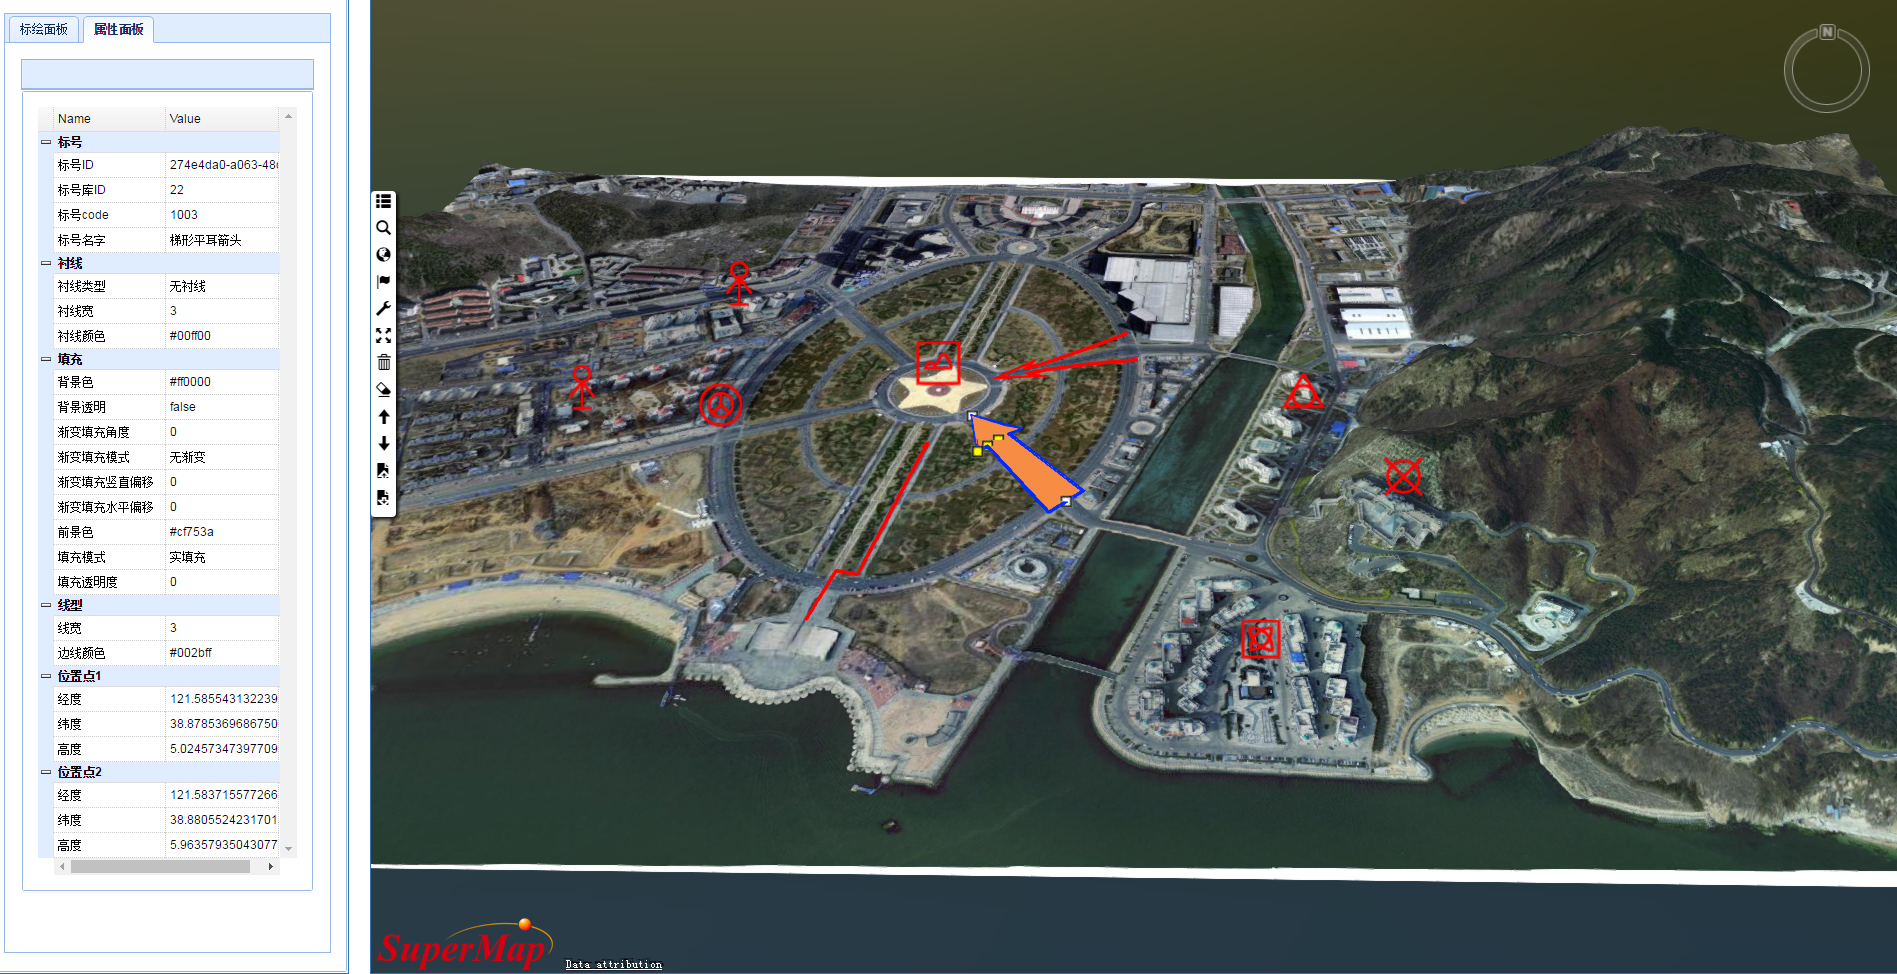 标绘面板 属性面板
Name Value
标号
标号ID 274e4da0-a063-48
标号库ID 22
标号code 1003
标号名字 梯形平耳箭头
衬线
衬线类型 无衬线
衬线宽 3
衬线颜色 #00ff00
填充
背景色 #ff0000
背景透明 false
渐变填充角度 0
渐变填充模式 无渐变
渐变填充竖直偏移 0
渐变填充水平偏移 0
前景色 #cf753a
填充模式 实填充
填充透明度 0
线型
线宽 3
边线颜色 #002bff
位置点1
经度 121.585543132239
纬度 38.8785369686750
高度 5.02457347397709
位置点2
经度 121.583715577266
纬度 38.8805524231701
高度 5.96357935043077
N
SuperMap
Data attribution